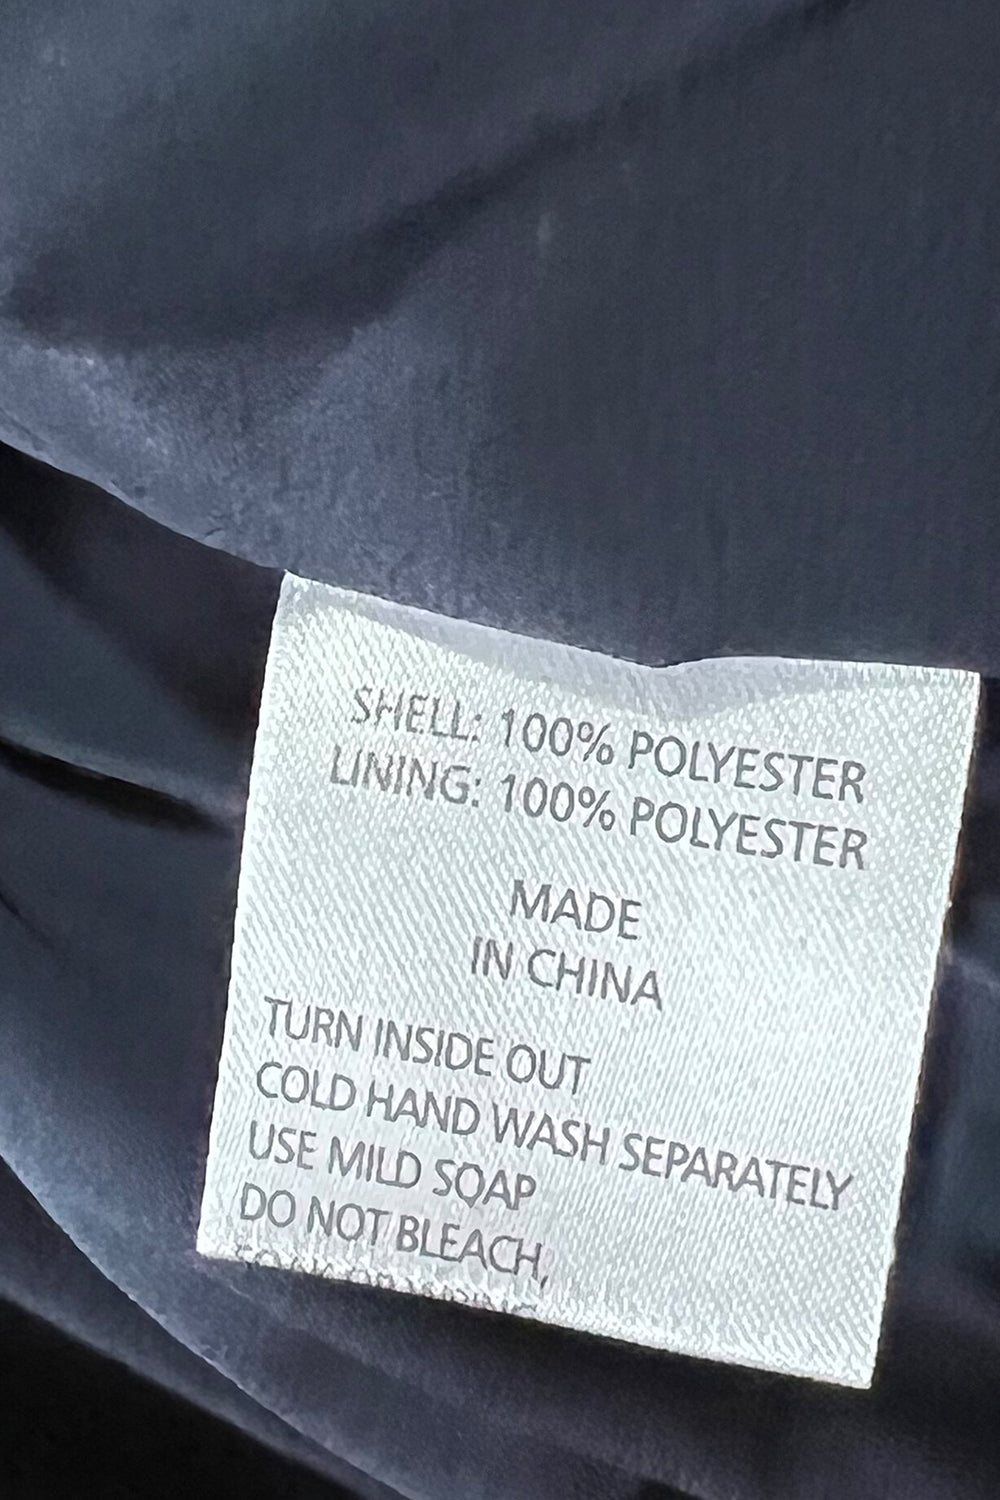 SHELL: 100% POLYESTER
LINING: 100% POLYESTER
MADE
IN CHINA
TURN INSIDE OUT
COLD HAND WASH SEPARATELY
USE MILD SOAP
DO NOT BLEACH,